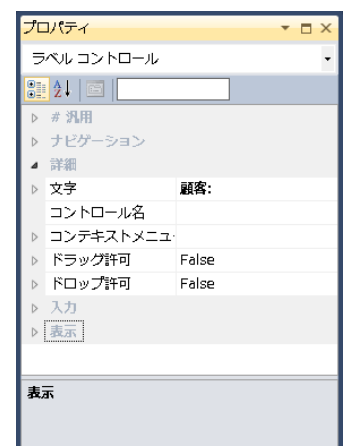 プロパティ
ラベル コントロール
# 汎用
ナビゲーション
詳細
文字 顧客:
コントロール名
コンテキストメニュー
ドラッグ許可 False
ドロップ許可 False
入力
表示
表示